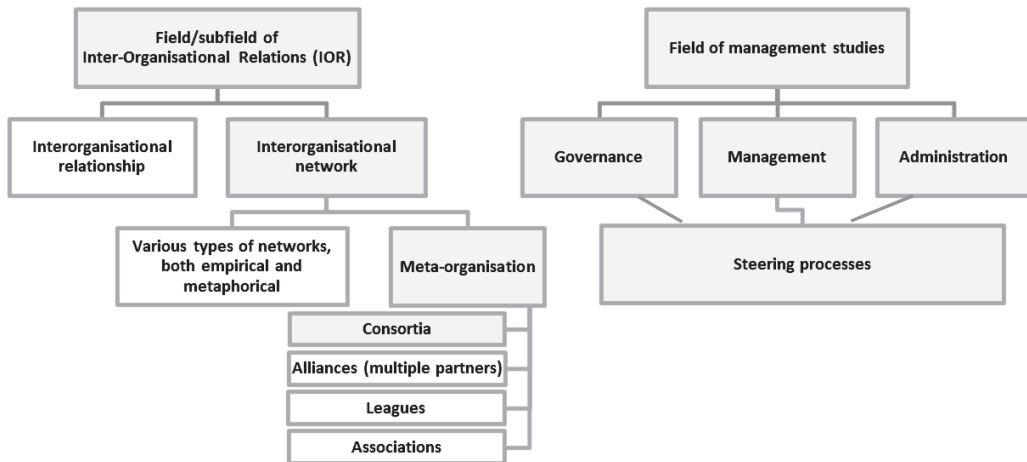 Field/subfield of
Inter-Organisational Relations (IOR)
Field of management studies
Interorganisational
relationship
Interorganisational
network
Governance
Management
Administration
Various types of networks,
both empirical and
metaphorical
Meta-organisation
Steering processes
Consortia
Alliances (multiple partners)
Leagues
Associations